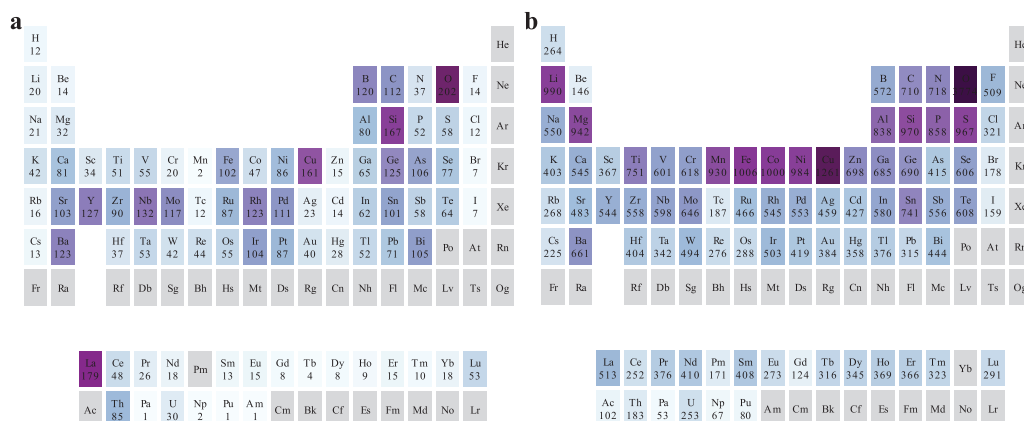 a
H He
12
Li Be B C N O F Ne
20 14 120 112 37 202 14
Na Mg Al Si P S Cl Ar
21 32 80 167 52 58 12
K Ca Sc Ti V Cr Mn Fe Co Ni Cu Zn Ga Ge As Se Br Kr
42 81 34 51 55 20 2 102 47 86 161 15 65 125 106 77 7
Rb Sr Y Zr Nb Mo Tc Ru Rh Pd Ag Cd In Sn Sb Te I Xe
16 103 127 90 132 117 12 87 123 111 23 14 62 101 58 64 7
Cs Ba Hf Ta W Re Os Ir Pt Au Hg Tl Pb Bi Po At Rn
13 123 37 53 42 44 55 104 87 40 28 52 71 105
Fr Ra Rf Db Sg Bh Hs Mt Ds Rg Cn Nh Fl Mc Lv Ts Og
La Ce Pr Nd Pm Sm Eu Gd Tb Dy Ho Er Tm Yb Lu
179 48 26 18 13 15 8 4 8 9 15 10 18 53
Ac Th Pa U Np Pu Am Cm Bk Cf Es Fm Md No Lr
85 1 30 2 1 1
b
H He
264
Li Be B C N F Ne
990 146 572 710 718 509
Na Mg Al Si P S Cl Ar
550 942 838 970 858 967 321
K Ca Sc Ti V Cr Mn Fe Co Ni Cu Zn Ga Ge As Se Br Kr
403 545 367 751 601 618 930 1006 1000 984 1261 698 685 690 415 606 178
Rb Sr Y Zr Nb Mo Tc Ru Rh Pd Ag Cd In Sn Sb Te I Xe
268 483 544 558 598 646 187 466 535 553 459 427 580 741 556 608 159
Cs Ba Hf Ta W Re Os Ir Pt Au Hg Tl Pb Bi Po At Rn
225 661 404 342 494 276 288 503 419 384 358 376 315 444
Fr Ra Rf Db Sg Bh Hs Mt Ds Rg Cn Nh Fl Mc Lv Ts Og
La Ce Pr Nd Pm Sm Eu Gd Tb Dy Ho Er Tm Yb Lu
513 252 376 410 171 408 273 124 316 345 369 366 323 291
Ac Th Pa U Np Pu Am Cm Bk Cf Es Fm Md No Lr
102 183 53 253 67 80